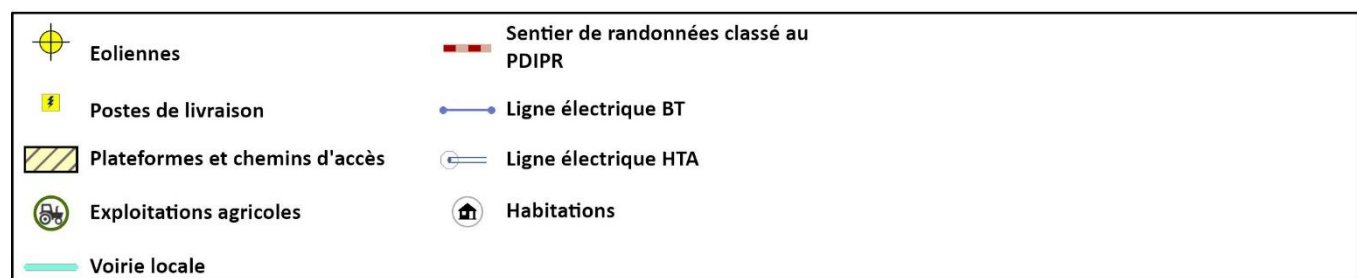 Eoliennes
Postes de livraison
Plateformes et chemins d'accès
Exploitations agricoles
Voirie locale
Sentier de randonnées classé au
PDIPR
Ligne électrique BT
Ligne électrique HTA
Habitations